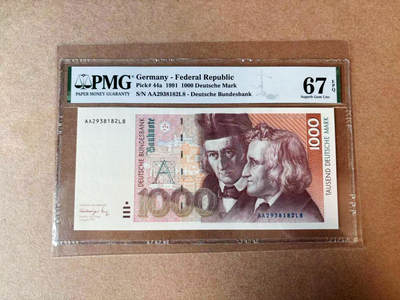 PMG
PAPER MONEY GUARANTY
Germany - Federal Republic
Pick# 44a 1991 1000 Deutsche Mark
S/N AA2938182L8 - Deutsche Bundesbank
67 EPQ
Superb Gem Unc
AA2938182L8
DEUTSCHE BUNDESBANK
Banknote
1000
1000
TAUSEND DEUTSCHE MARK
AA2938182L8